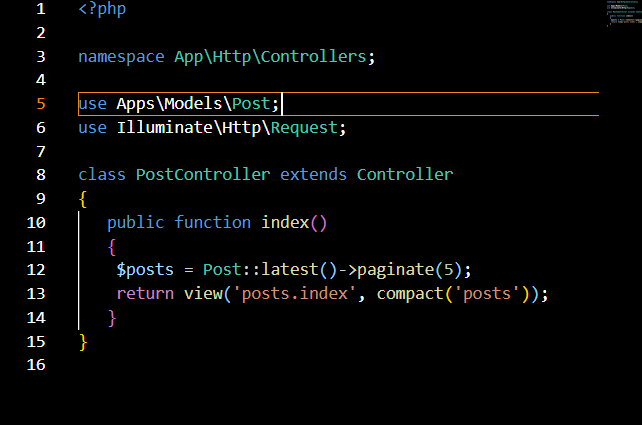 1 <?php
2
3 namespace App\Http\Controllers;
4
5 use Apps\Models\Post;
6 use Illuminate\Http\Request;
7
8 class PostController extends Controller
9 {
10 public function index()
11 {
12 $posts = Post::latest()->paginate(5);
13 return view('posts.index', compact('posts'));
14 }
15 }
16